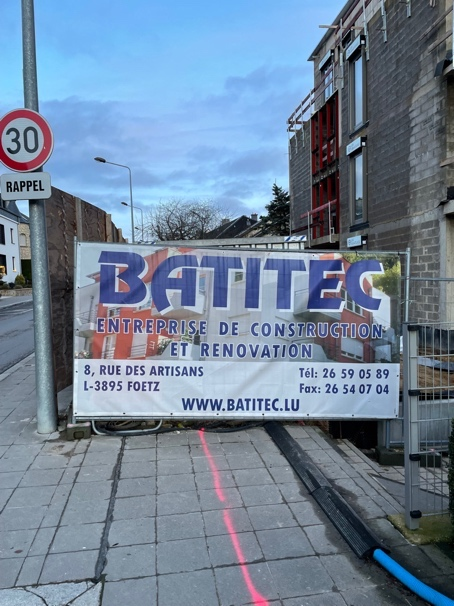 30
RAPPEL
BATITEC
ENTREPRISE DE CONSTRUCTION
ET RENOVATION
8, RUE DES ARTISANS
L-3895 FOETZ
Tél: 26 59 05 89
Fax: 26 54 07 04
WWW.BATITEC.LU